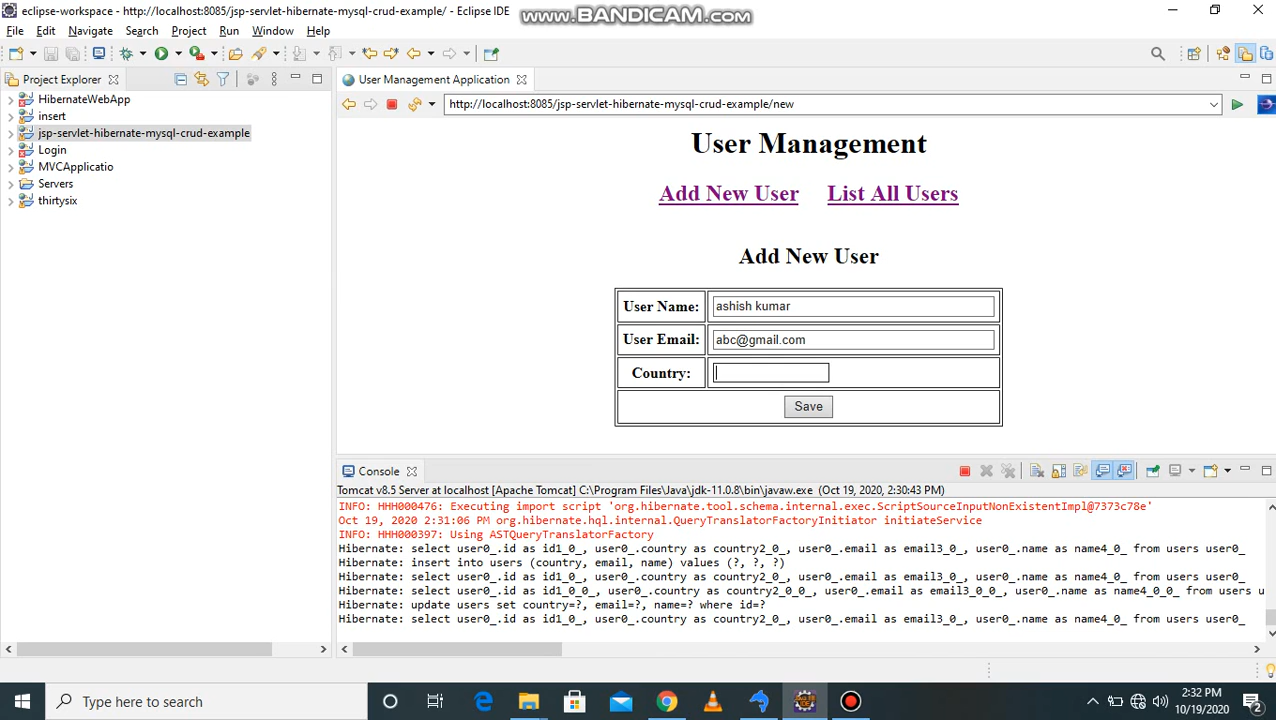 eclipse-workspace - http://localhost:8085/jsp-servlet-hibernate-mysql-crud-example/ - Eclipse IDE
www.BANDICAM.com
File Edit Navigate Search Project Run Window Help
Project Explorer
User Management Application
HibernateWebApp
insert
jsp-servlet-hibernate-mysql-crud-example
Login
MVCApplicatio
Servers
thirtysix
http://localhost:8085/jsp-servlet-hibernate-mysql-crud-example/new
User Management
Add New User List All Users
Add New User
User Name: ashish kumar
User Email: abc@gmail.com
Country:
Save
Console
Tomcat v8.5 Server at localhost [Apache Tomcat] C:\Program Files\Java\jdk-11.0.8\bin\javaw.exe (Oct 19, 2020, 2:30:43 PM)
INFO: HHH000476: Executing import script 'org.hibernate.tool.schema.internal.exec.ScriptSourceInputNonExistentImpl@7373c78e'
Oct 19, 2020 2:31:06 PM org.hibernate.hql.internal.QueryTranslatorFactoryInitiator initiateService
INFO: HHH000397: Using ASTQueryTranslatorFactory
Hibernate: select user0_.id as id1_0_, user0_.country as country2_0_, user0_.email as email3_0_, user0_.name as name4_0_ from users user0_
Hibernate: insert into users (country, email, name) values (?, ?, ?)
Hibernate: select user0_.id as id1_0_, user0_.country as country2_0_, user0_.email as email3_0_, user0_.name as name4_0_ from users user0_
Hibernate: select user0_.id as id1_0_0_, user0_.country as country2_0_0_, user0_.email as email3_0_0_, user0_.name as name4_0_0_ from users u
Hibernate: update users set country=?, email=?, name=? where id=?
Hibernate: select user0_.id as id1_0_, user0_.country as country2_0_, user0_.email as email3_0_, user0_.name as name4_0_ from users user0_
Type here to search
2:32 PM
10/19/2020
2